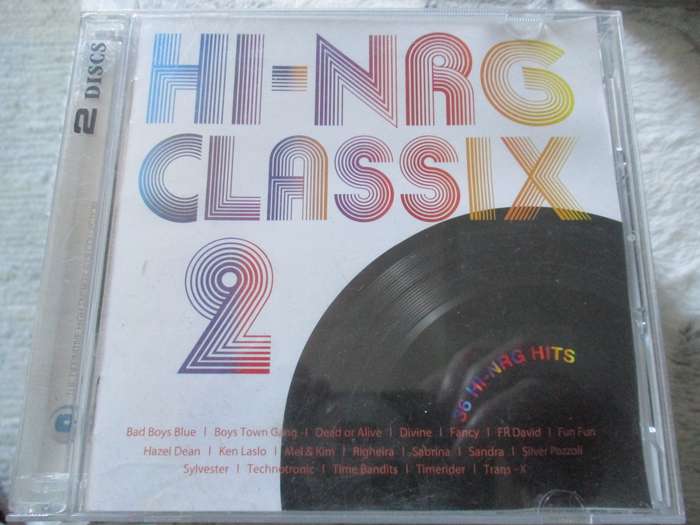 2 DISCS
HI-NRG
CLASSIX
2
36 HI-NRG HITS
Bad Boys Blue | Boys Town Gang | Dead or Alive | Divine | Fancy | FR David | Fun Fun
Hazel Dean | Ken Laslo | Mel & Kim | Righeira | Sabrina | Sandra | Silver Pozzoli
Sylvester | Technotronic | Time Bandits | Timerider | Trans-X